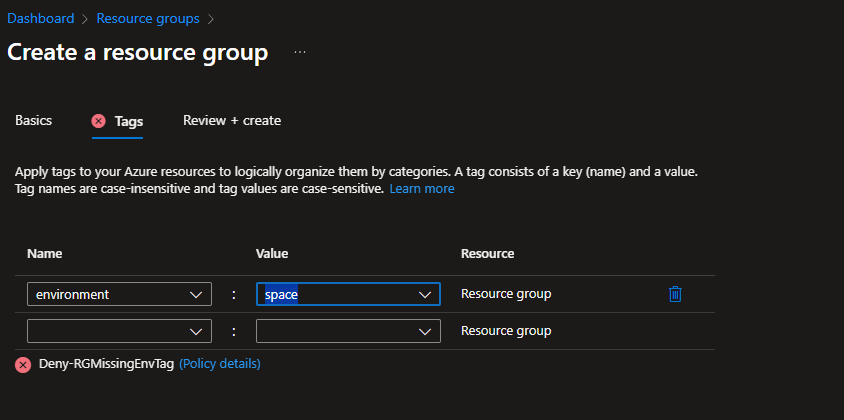 Dashboard > Resource groups >
Create a resource group ...
Basics Tags Review + create
Apply tags to your Azure resources to logically organize them by categories. A tag consists of a key (name) and a value.
Tag names are case-insensitive and tag values are case-sensitive. Learn more
Name Value Resource
environment : space Resource group
: Resource group
Deny-RGMissingEnvTag (Policy details)